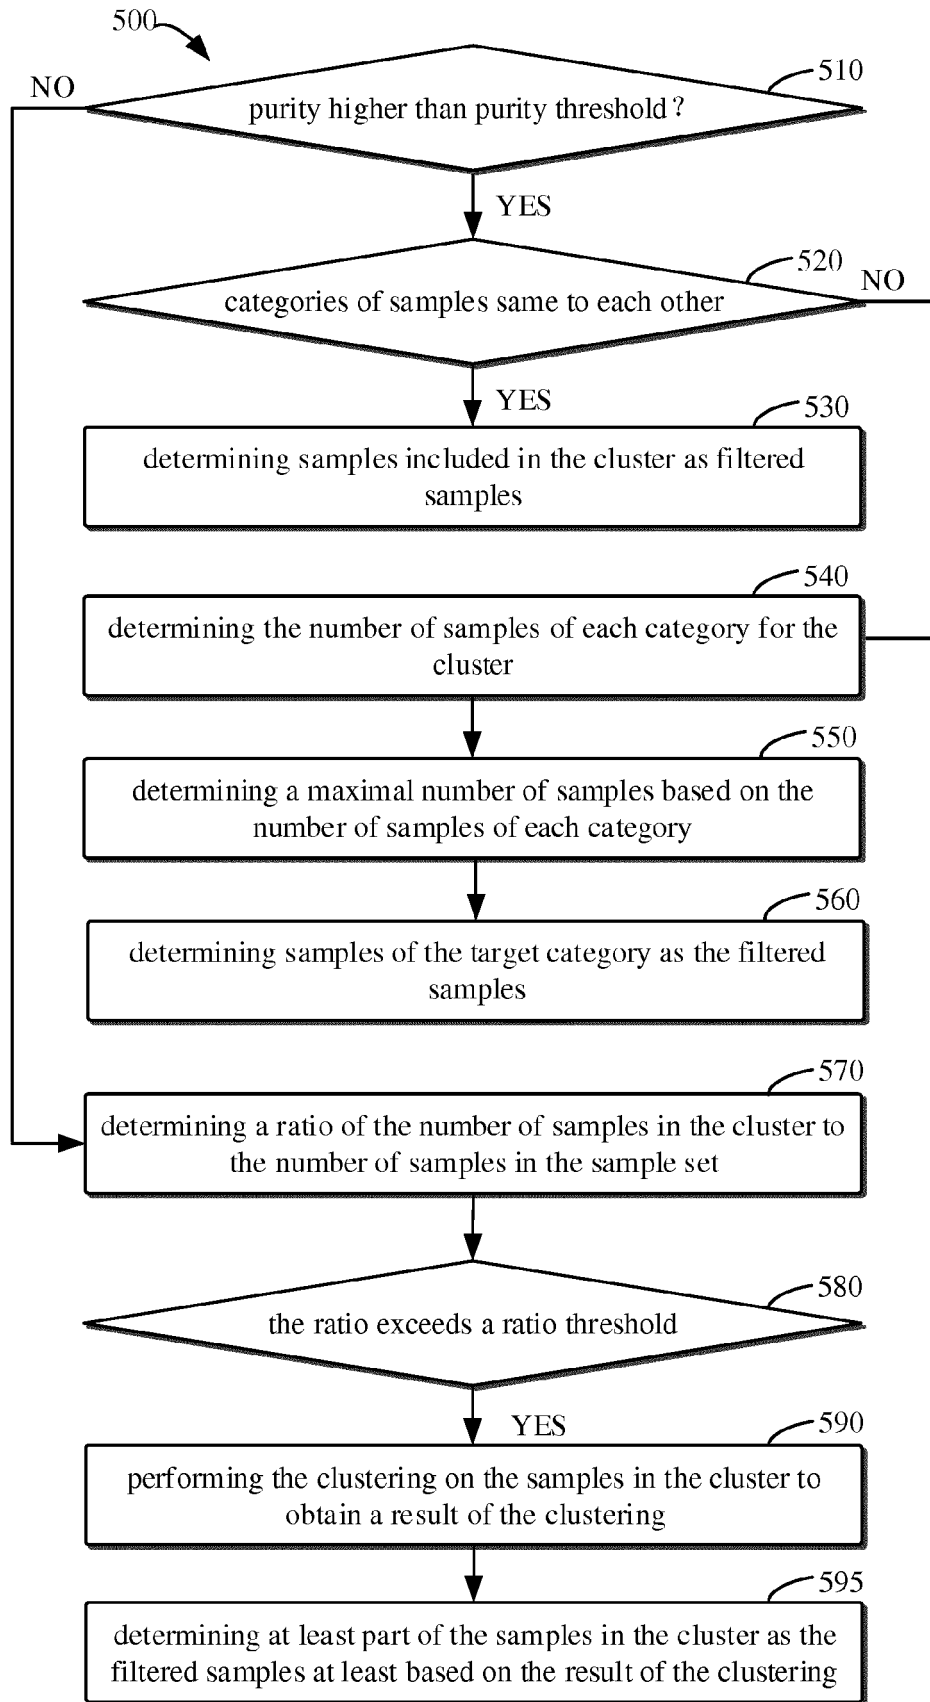 500
NO
510
purity higher than purity threshold?
YES
520
NO
categories of samples same to each other
YES
530
determining samples included in the cluster as filtered
samples
540
determining the number of samples of each category for the
cluster
550
determining a maximal number of samples based on the
number of samples of each category
560
determining samples of the target category as the filtered
samples
570
determining a ratio of the number of samples in the cluster to
the number of samples in the sample set
580
the ratio exceeds a ratio threshold
YES
590
performing the clustering on the samples in the cluster to
obtain a result of the clustering
595
determining at least part of the samples in the cluster as the
filtered samples at least based on the result of the clustering